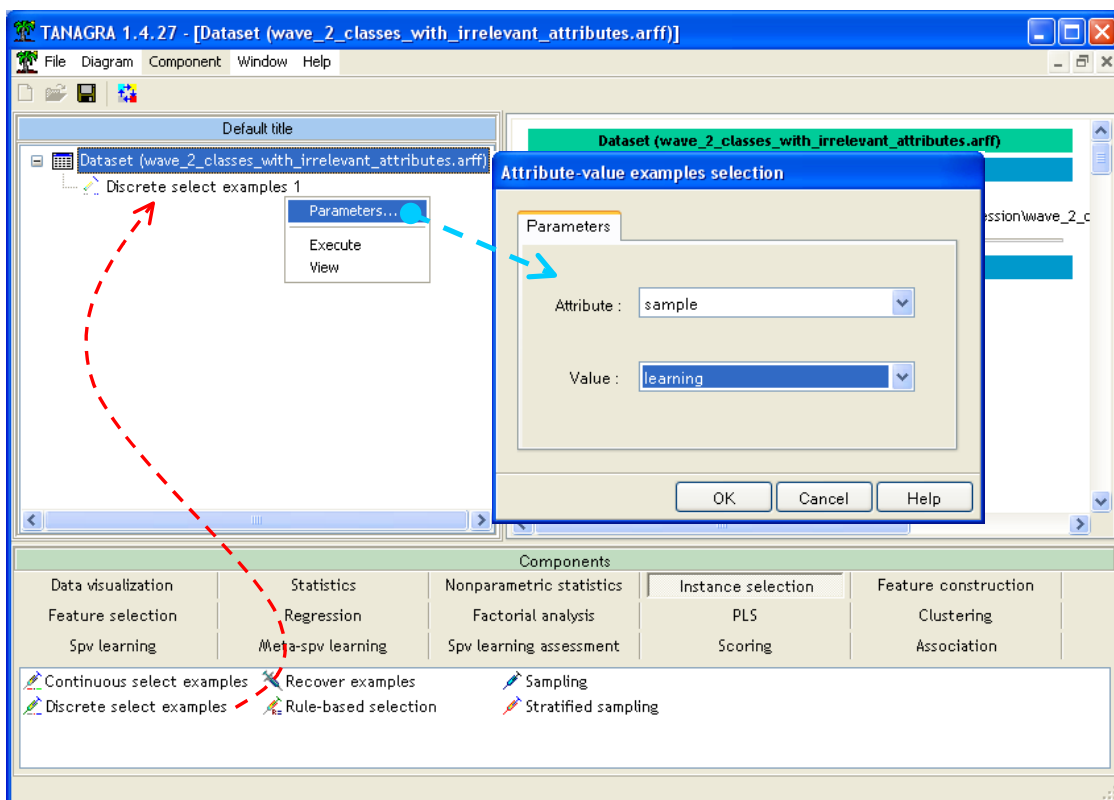 TANAGRA 1.4.27 - [Dataset (wave_2_classes_with_irrelevant_attributes.arff)]
File Diagram Component Window Help
Default title
Dataset (wave_2_classes_with_irrelevant_attributes.arff)
Discrete select examples 1
Parameters...
Execute
View
Dataset (wave_2_classes_with_irrelevant_attributes.arff)
ession\wave_2_c
Attribute-value examples selection
Parameters
Attribute : sample
Value : learning
OK Cancel Help
Components
Data visualization Statistics Nonparametric statistics Instance selection Feature construction
Feature selection Regression Factorial analysis PLS Clustering
Spv learning Meta-spv learning Spv learning assessment Scoring Association
Continuous select examples Recover examples Sampling
Discrete select examples Rule-based selection Stratified sampling